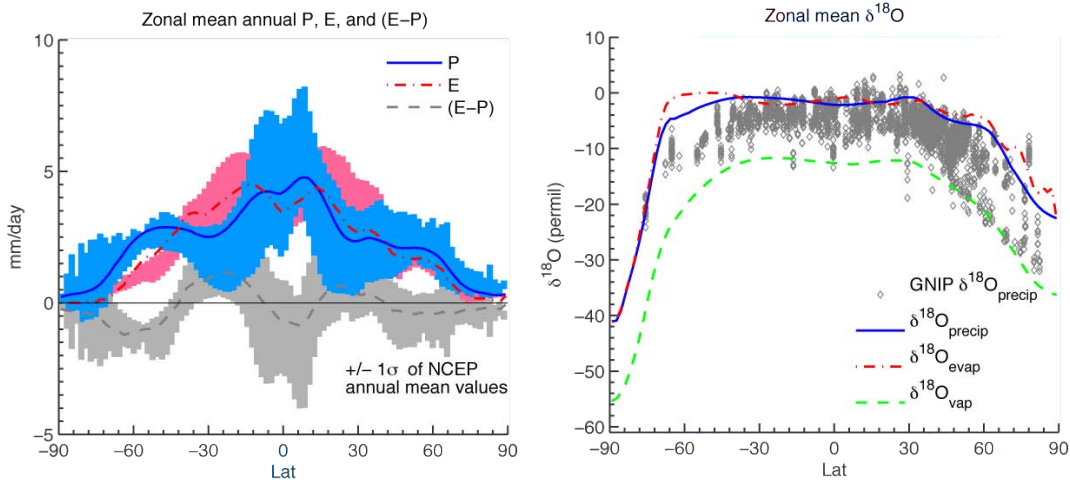 Zonal mean annual P, E, and (E−P)
10
5
0
−5
mm/day
P
E
(E−P)
+/− 1σ of NCEP
annual mean values
−90 −60 −30 0 30 60 90
Lat
Zonal mean δ¹⁸O
10
0
−10
−20
−30
−40
−50
−60
δ¹⁸O (permil)
GNIP δ¹⁸Oprecip
δ¹⁸Oprecip
δ¹⁸Oevap
δ¹⁸Ovap
−90 −60 −30 0 30 60 90
Lat